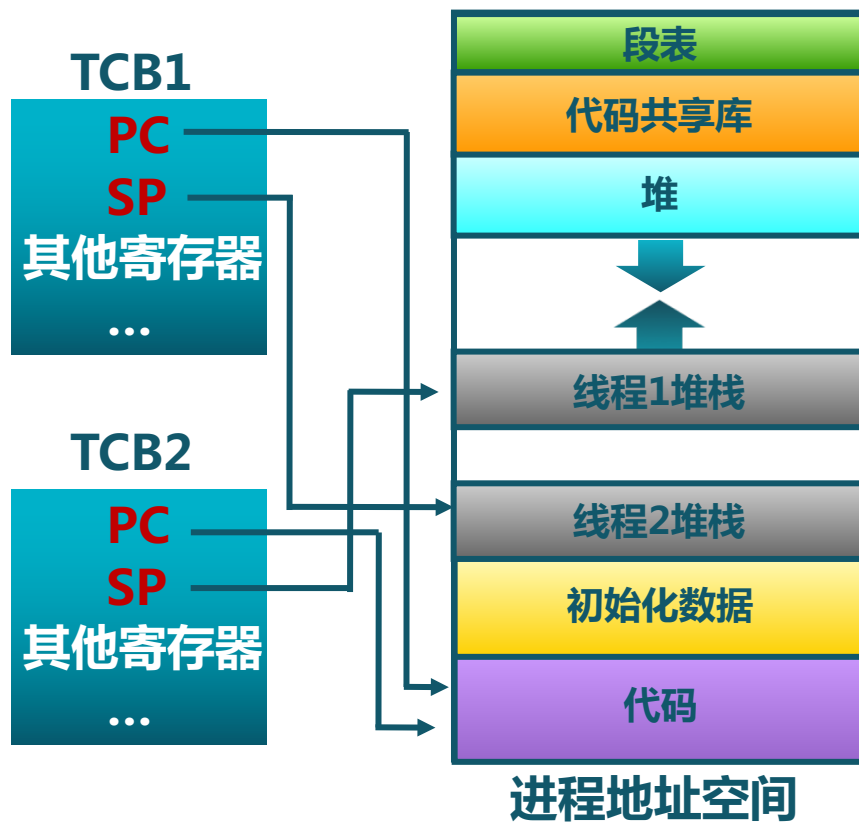 TCB1
PC
SP
其他寄存器
...
TCB2
PC
SP
其他寄存器
...
段表
代码共享库
堆
线程1堆栈
线程2堆栈
初始化数据
代码
进程地址空间